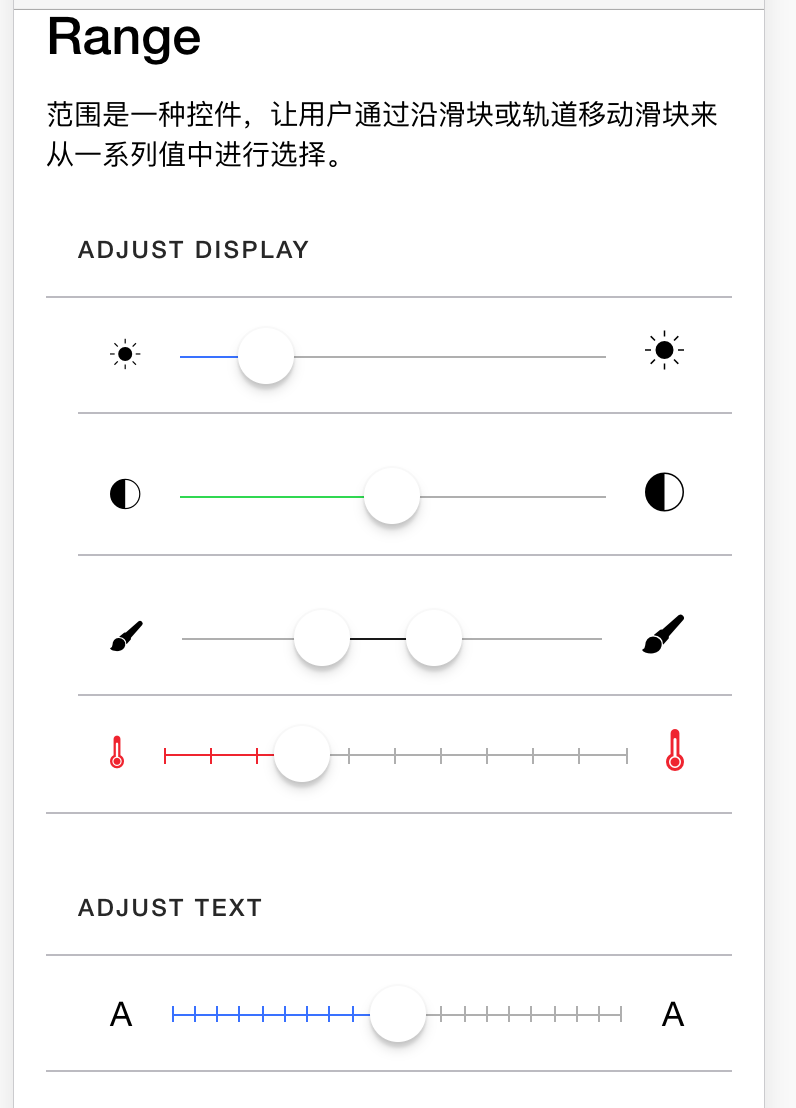 Range
范围是一种控件，让用户通过沿滑块或轨道移动滑块来
从一系列值中进行选择。
ADJUST DISPLAY
ADJUST TEXT
A A